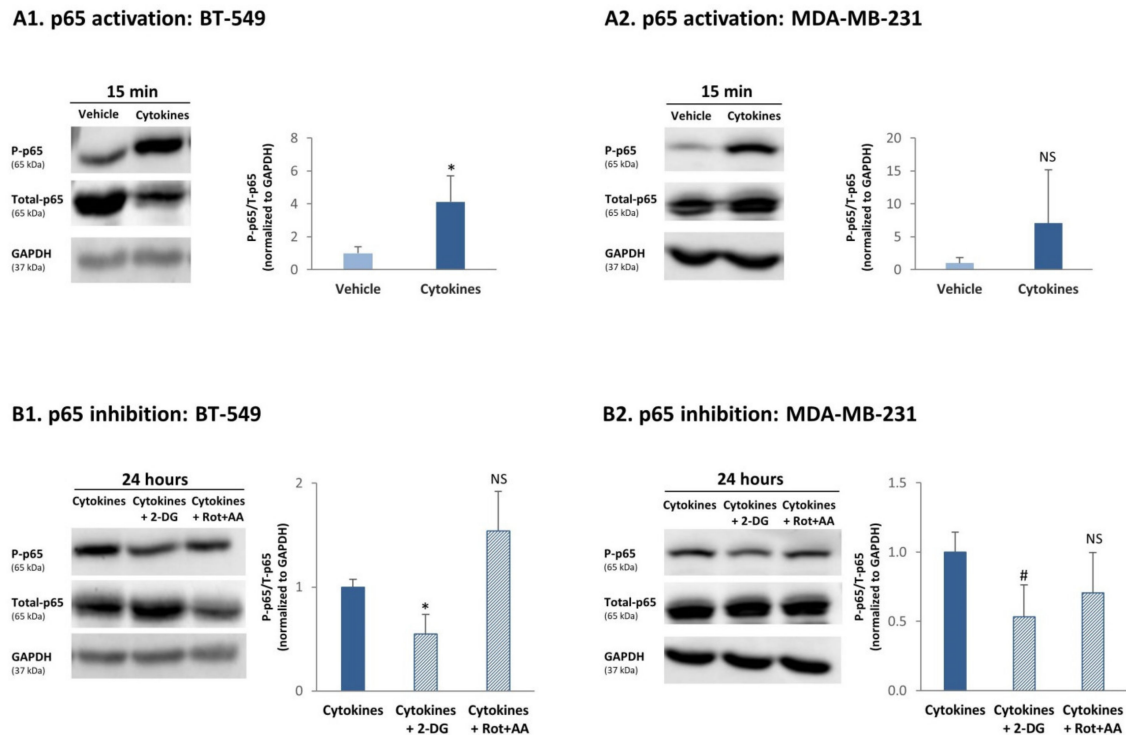 A1. p65 activation: BT-549
15 min
Vehicle Cytokines
P-p65
(65 kDa)
Total-p65
(65 kDa)
GAPDH
(37 kDa)
P-p65/T-p65
(normalized to GAPDH)
8
6
4
2
0
*
Vehicle Cytokines
A2. p65 activation: MDA-MB-231
15 min
Vehicle Cytokines
P-p65
(65 kDa)
Total-p65
(65 kDa)
GAPDH
(37 kDa)
P-p65/T-p65
(normalized to GAPDH)
20
15
10
5
0
NS
Vehicle Cytokines
B1. p65 inhibition: BT-549
24 hours
Cytokines Cytokines Cytokines
+ 2-DG + Rot+AA
P-p65
(65 kDa)
Total-p65
(65 kDa)
GAPDH
(37 kDa)
P-p65/T-p65
(normalized to GAPDH)
2
1
0
*
NS
Cytokines Cytokines Cytokines
+ 2-DG + Rot+AA
B2. p65 inhibition: MDA-MB-231
24 hours
Cytokines Cytokines Cytokines
+ 2-DG + Rot+AA
P-p65
(65 kDa)
Total-p65
(65 kDa)
GAPDH
(37 kDa)
P-p65/T-p65
(normalized to GAPDH)
1.5
1.0
0.5
0.0
#
NS
Cytokines Cytokines Cytokines
+ 2-DG + Rot+AA